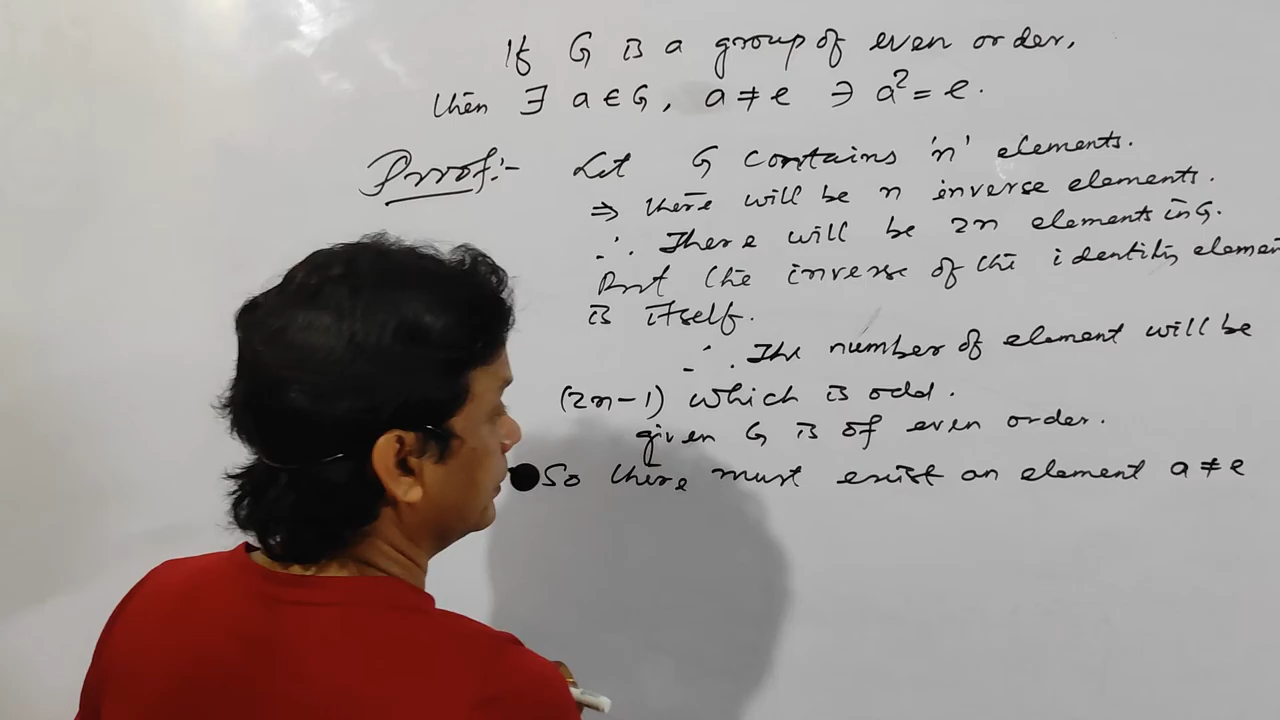 If G is a group of even order,
then ∃ a ∈ G, a ≠ e ∋ a² = e.
Proof:- Let G contains 'n' elements.
⇒ there will be n inverse elements.
∴ There will be 2n elements in G.
But the inverse of the identity elemen
is itself.
∴ The number of element will be
(2n-1) which is odd.
given G is of even order.
So there must exist an element a ≠ e